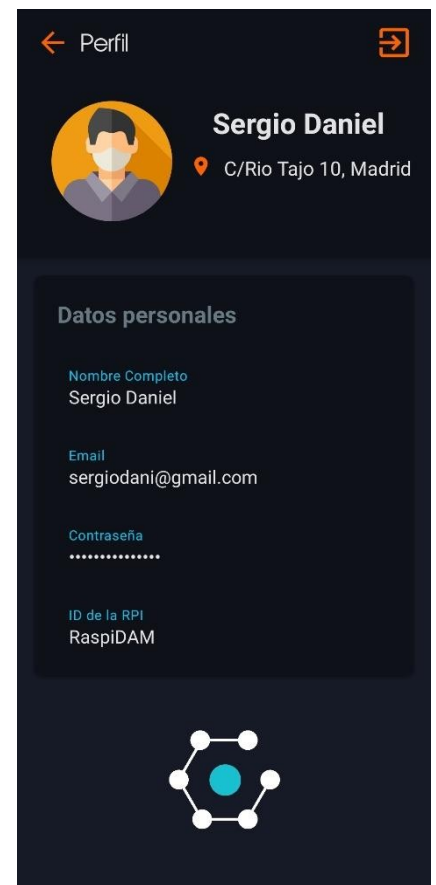 Perfil
Sergio Daniel
C/Rio Tajo 10, Madrid
Datos personales
Nombre Completo
Sergio Daniel
Email
sergiodani@gmail.com
Contraseña
•••••••••••••••
ID de la RPI
RaspiDAM